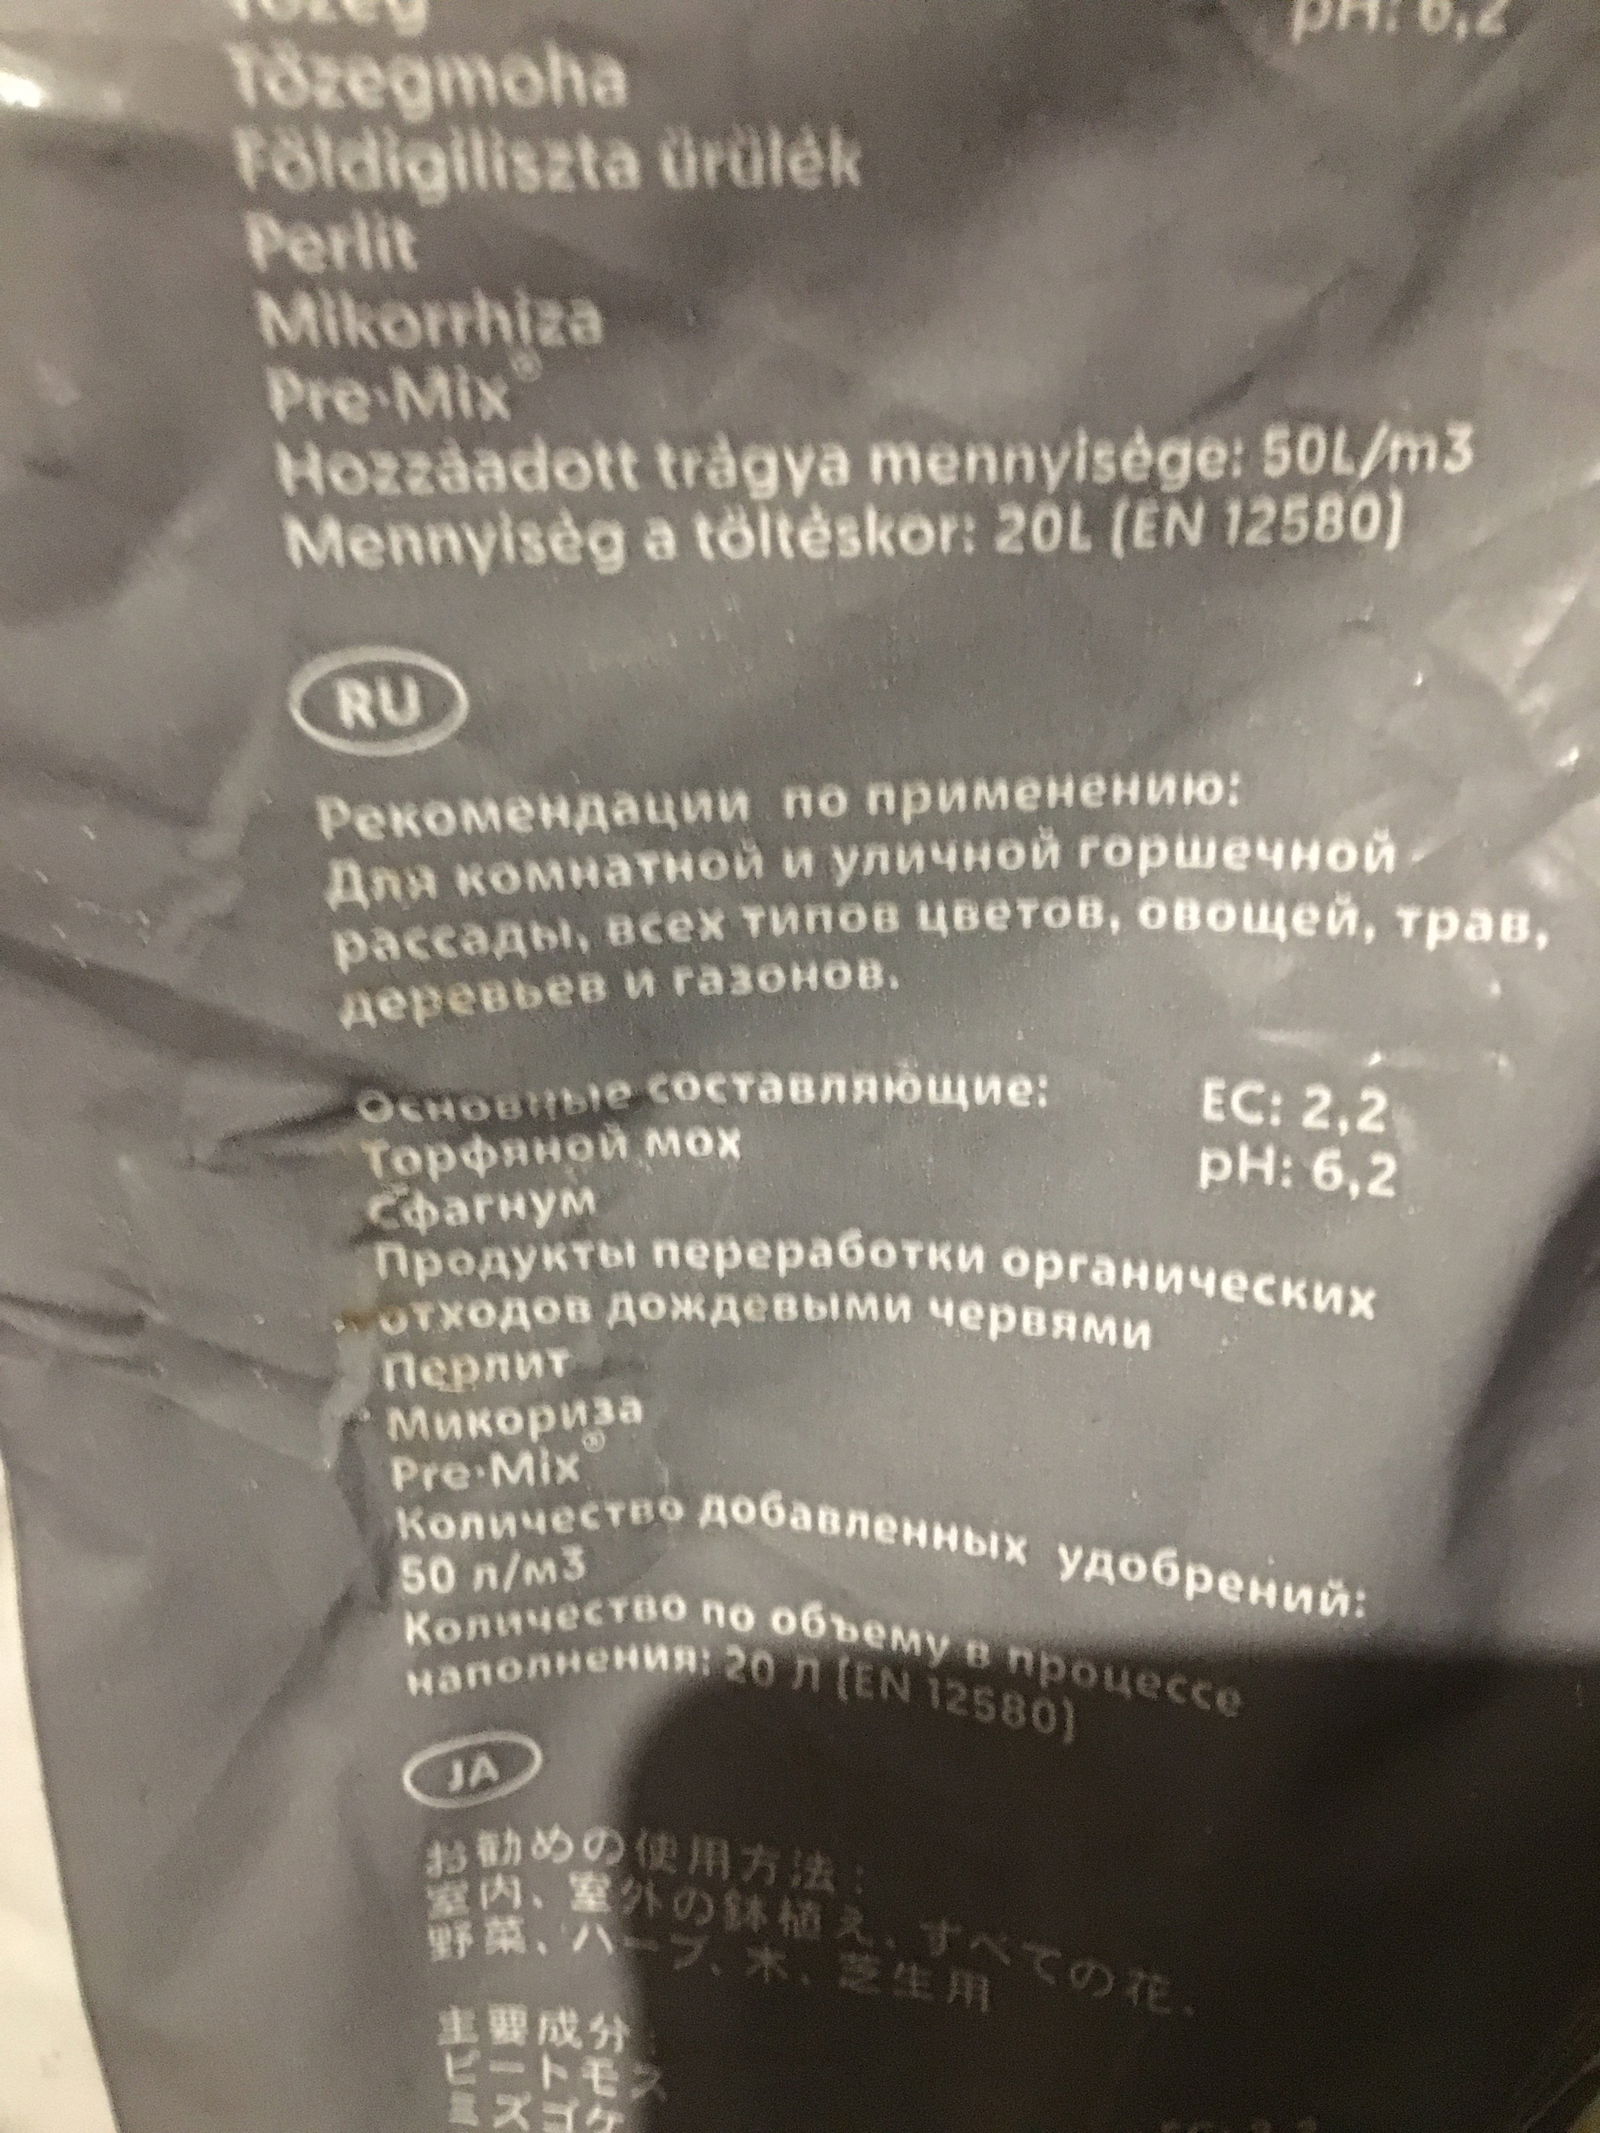 Tőzeg
pH: 6,2
Tőzegmoha
Földigiliszta ürülék
Perlit
Mikorrhiza
Pre•Mix®
Hozzáadott trágya mennyisége: 50L/m3
Mennyiség a töltéskor: 20L (EN 12580)
RU
Рекомендации по применению:
Для комнатной и уличной горшечной
рассады, всех типов цветов, овощей, трав,
деревьев и газонов.
Основные составляющие:
EC: 2,2
Торфяной мох
pH: 6,2
Сфагнум
Продукты переработки органических
отходов дождевыми червями
Перлит
Микориза
Pre•Mix®
Количество добавленных удобрений:
50 л/м3
Количество по объему в процессе
наполнения: 20 Л (EN 12580)
JA
お勧めの使用方法：
室内、室外の鉢植え、すべての花、
野菜、ハーブ、木、芝生用
主要成分：
ピートモス
ミズゴケ